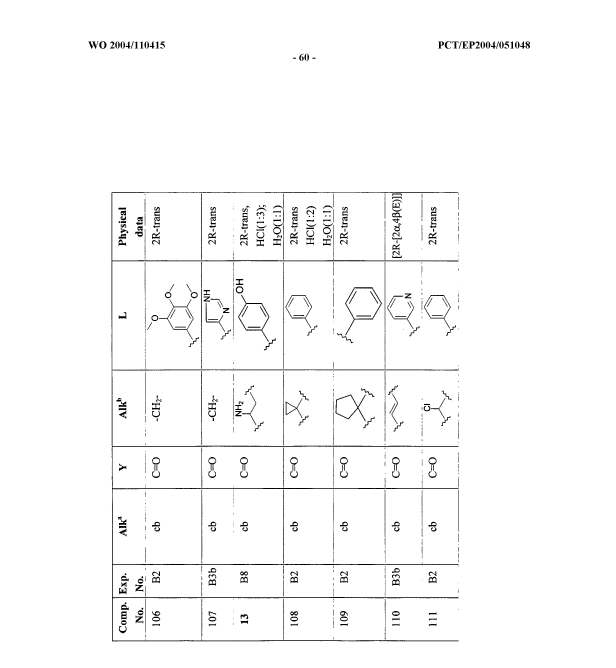 WO 2004/110415 PCT/EP2004/051048
- 60 -
Comp. No. Exp. No. Alkᵃ Y Alkᵇ L Physical data
106 B2 cb C=O -CH₂- O O O 2R-trans
107 B3b cb C=O -CH₂- NH N 2R-trans
13 B8 cb C=O NH₂ OH 2R-trans, HCl(1:3); H₂O(1:1)
108 B2 cb C=O 2R-trans HCl(1:2) H₂O(1:1)
109 B2 cb C=O 2R-trans
110 B3b cb C=O N [2R-[2α,4β(E)]]
111 B2 cb C=O Cl 2R-trans